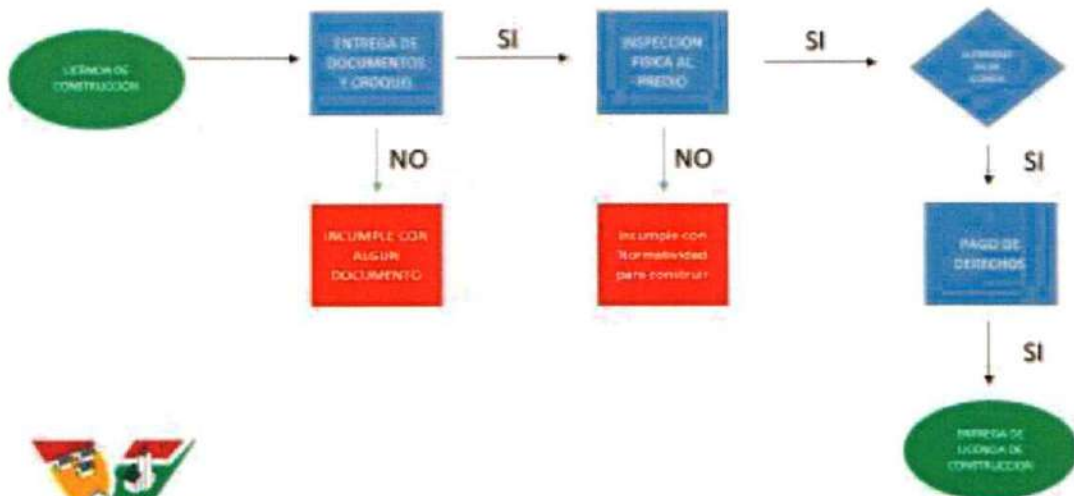 LICENCIA DE
CONSTRUCCIÓN
ENTREGA DE
DOCUMENTOS
Y CROQUIS
SI
INSPECCION
FISICA AL
PREDIO
SI
NO
NO
SI
INCUMPLE CON
ALGUN
DOCUMENTO
Incumple con
Normatividad
para construir
PAGO DE
DERECHOS
SI
ENTREGA DE
LICENCIA DE
CONSTRUCCION